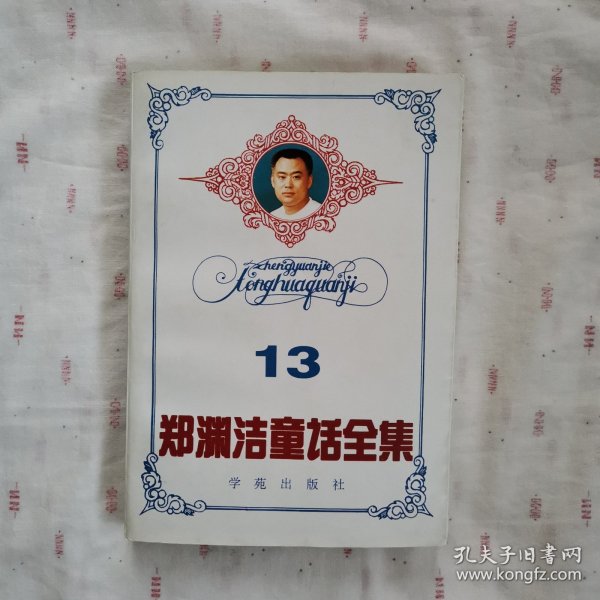 zhengyuanjie
tonghuaquanji
13
郑渊洁童话全集
学苑出版社
孔夫子旧书网
www.kongfz.com